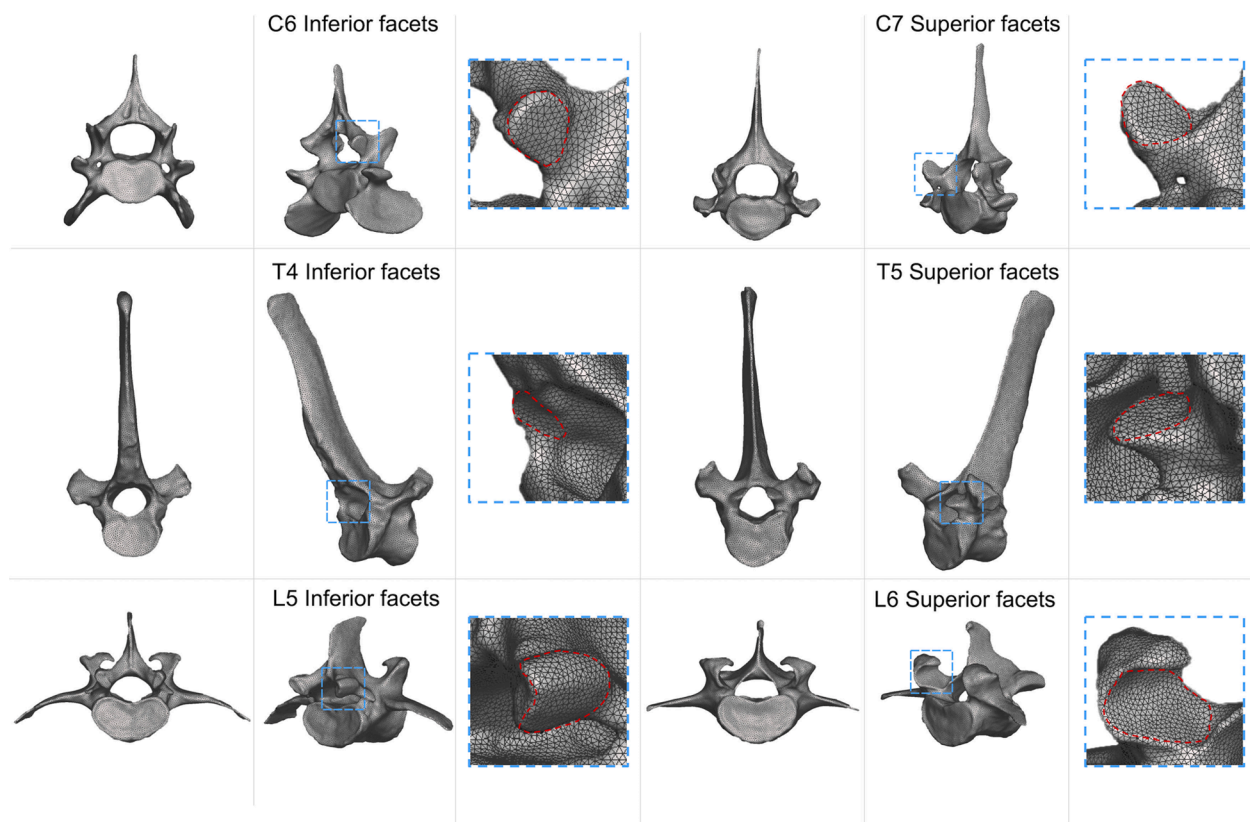 C6 Inferior facets
C7 Superior facets
T4 Inferior facets
T5 Superior facets
L5 Inferior facets
L6 Superior facets